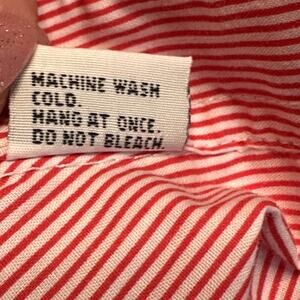 MACHINE WASH
COLD.
HANG AT ONCE.
DO NOT BLEACH.